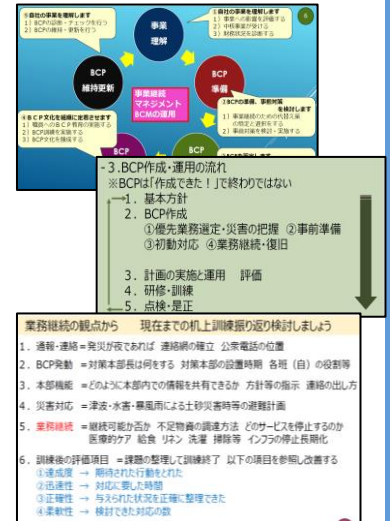 ⑤自社の事業を理解します
1）BCPの診断・チェックを行う
2）BCPの維持・更新を行う
事業
理解
①自社の事業を理解します
1）事業への影響を評価する
2）中核事業が受ける
3）財務状況を診断する
BCP
維持更新
BCP
準備
事業継続
マネジメント
BCMの運用
②BCPの準備、事前対策
を検討します
1）事業継続のための代替え策
の特定と選択をする
2）事前対策を検討・実施する
④BCP文化を組織に定着させます
1）職員へのBCP教育の実施する
2）BCP訓練を実施する
3）BCP文化を醸成する
BCP
BCP
3.BCP作成・運用の流れ
※BCPは「作成できた！」で終わりではない
1．基本方針
2．BCP作成
①優先業務選定・災害の把握 ②事前準備
③初動対応 ④業務継続・復旧
3．計画の実施と運用 評価
4．研修・訓練
5．点検・是正
業務継続の観点から 現在までの机上訓練振り返り検討しましょう
1．通報・連絡＝発災が夜であれば 連絡網の確立 公衆電話の位置
2．BCP発動 ＝対策本部長は何をする 対策本部の設置時期 各班（自）の役割等
3．本部機能 ＝どのように本部内での情報を共有できるか 方針等の指示 連絡の出し方
4．災害対応 ＝津波・水害・暴風雨による土砂災害時等の避難計画
5．業務継続 ＝継続可能か否か 不足物資の調達方法 どのサービスを停止するのか
医療的ケア 給食 リネン 洗濯 掃除等 インフラの停止長期化
6．訓練後の評価項目 ＝課題の整理して訓練終了 以下の項目を参照し改善する
①達成度 → 期待された行動をとれた
②迅速性 → 対応に要した時間
③正確性 → 与えられた状況を正確に整理できた
④柔軟性 → 検討できた対応の数